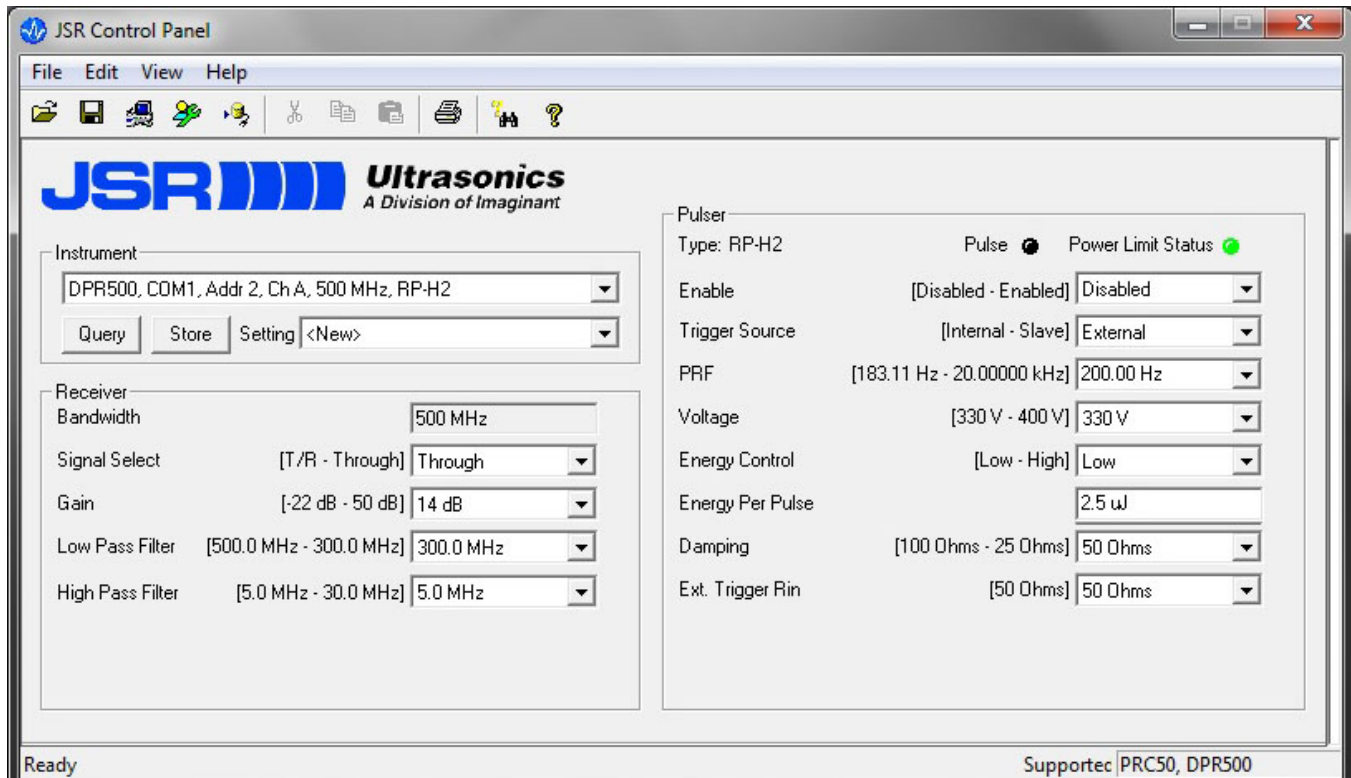 JSR Control Panel
File Edit View Help
JSR Ultrasonics
A Division of Imaginant
Instrument
DPR500, COM1, Addr 2, Ch A, 500 MHz, RP-H2
Query Store Setting <New>
Receiver
Bandwidth 500 MHz
Signal Select [T/R - Through] Through
Gain [-22 dB - 50 dB] 14 dB
Low Pass Filter [500.0 MHz - 300.0 MHz] 300.0 MHz
High Pass Filter [5.0 MHz - 30.0 MHz] 5.0 MHz
Pulser
Type: RP-H2 Pulse Power Limit Status
Enable [Disabled - Enabled] Disabled
Trigger Source [Internal - Slave] External
PRF [183.11 Hz - 20.00000 kHz] 200.00 Hz
Voltage [330 V - 400 V] 330 V
Energy Control [Low - High] Low
Energy Per Pulse 2.5 uJ
Damping [100 Ohms - 25 Ohms] 50 Ohms
Ext. Trigger Rin [50 Ohms] 50 Ohms
Ready Supportec PRC50, DPR500